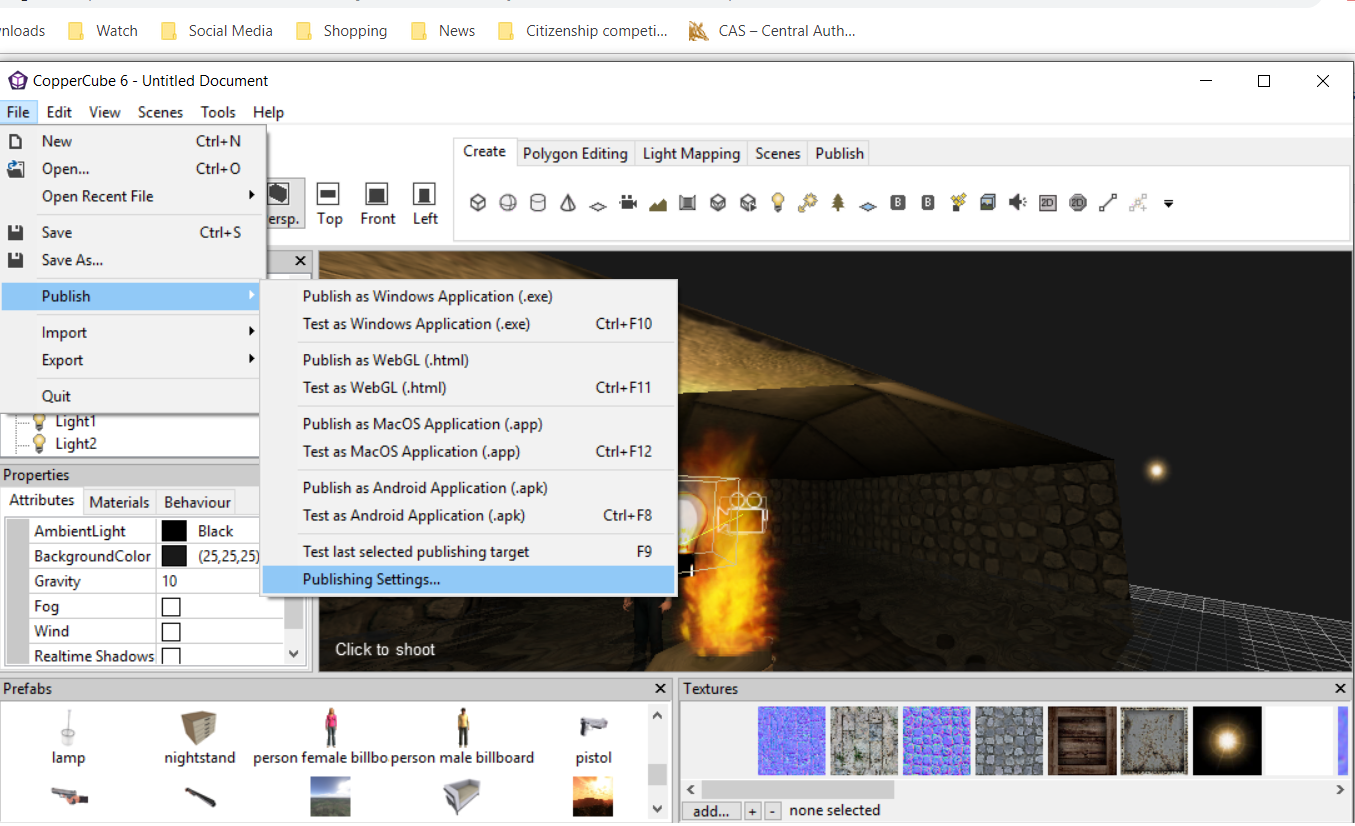 nloads Watch Social Media Shopping News Citizenship competi... CAS – Central Auth...
CopperCube 6 - Untitled Document
File Edit View Scenes Tools Help
New Ctrl+N
Open... Ctrl+O
Open Recent File
Save Ctrl+S
Save As...
Publish
Import
Export
Quit
Create Polygon Editing Light Mapping Scenes Publish
ersp. Top Front Left
B B 2D 2D
Publish as Windows Application (.exe)
Test as Windows Application (.exe) Ctrl+F10
Publish as WebGL (.html)
Test as WebGL (.html) Ctrl+F11
Publish as MacOS Application (.app)
Test as MacOS Application (.app) Ctrl+F12
Publish as Android Application (.apk)
Test as Android Application (.apk) Ctrl+F8
Test last selected publishing target F9
Publishing Settings...
Light1
Light2
Properties
Attributes Materials Behaviour
AmbientLight Black
BackgroundColor (25,25,25)
Gravity 10
Fog
Wind
Realtime Shadows
Click to shoot
Prefabs
lamp nightstand person female billbo person male billboard pistol
Textures
add... + - none selected